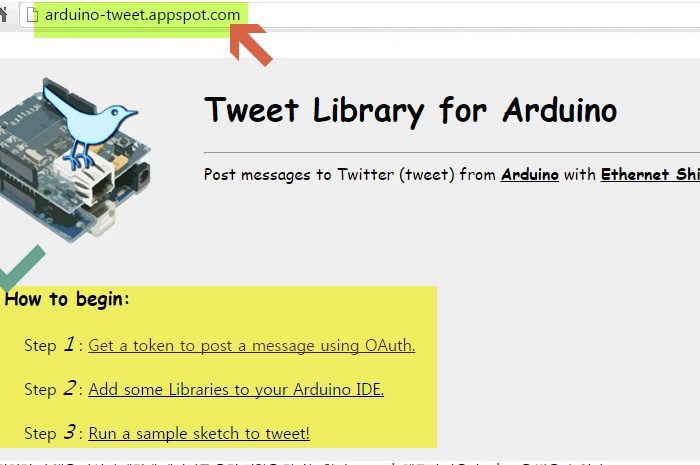 arduino-tweet.appspot.com
Tweet Library for Arduino
Post messages to Twitter (tweet) from Arduino with Ethernet
How to begin:
Step 1 : Get a token to post a message using OAuth.
Step 2 : Add some Libraries to your Arduino IDE.
Step 3 : Run a sample sketch to tweet!